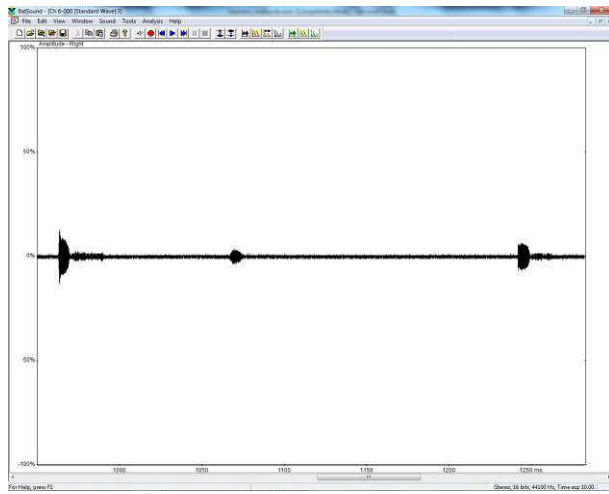 BatSound - [Ch 6-000 [Standard Wave] 3]
File Edit View Window Sound Tools Analysis Help
Amplitude - Right
100%
50%
0%
-50%
-100%
1000 1050 1100 1150 1200 1250 ms
For Help, press F1
Stereo, 16 bits, 44100 Hz, Time exp 10.00...